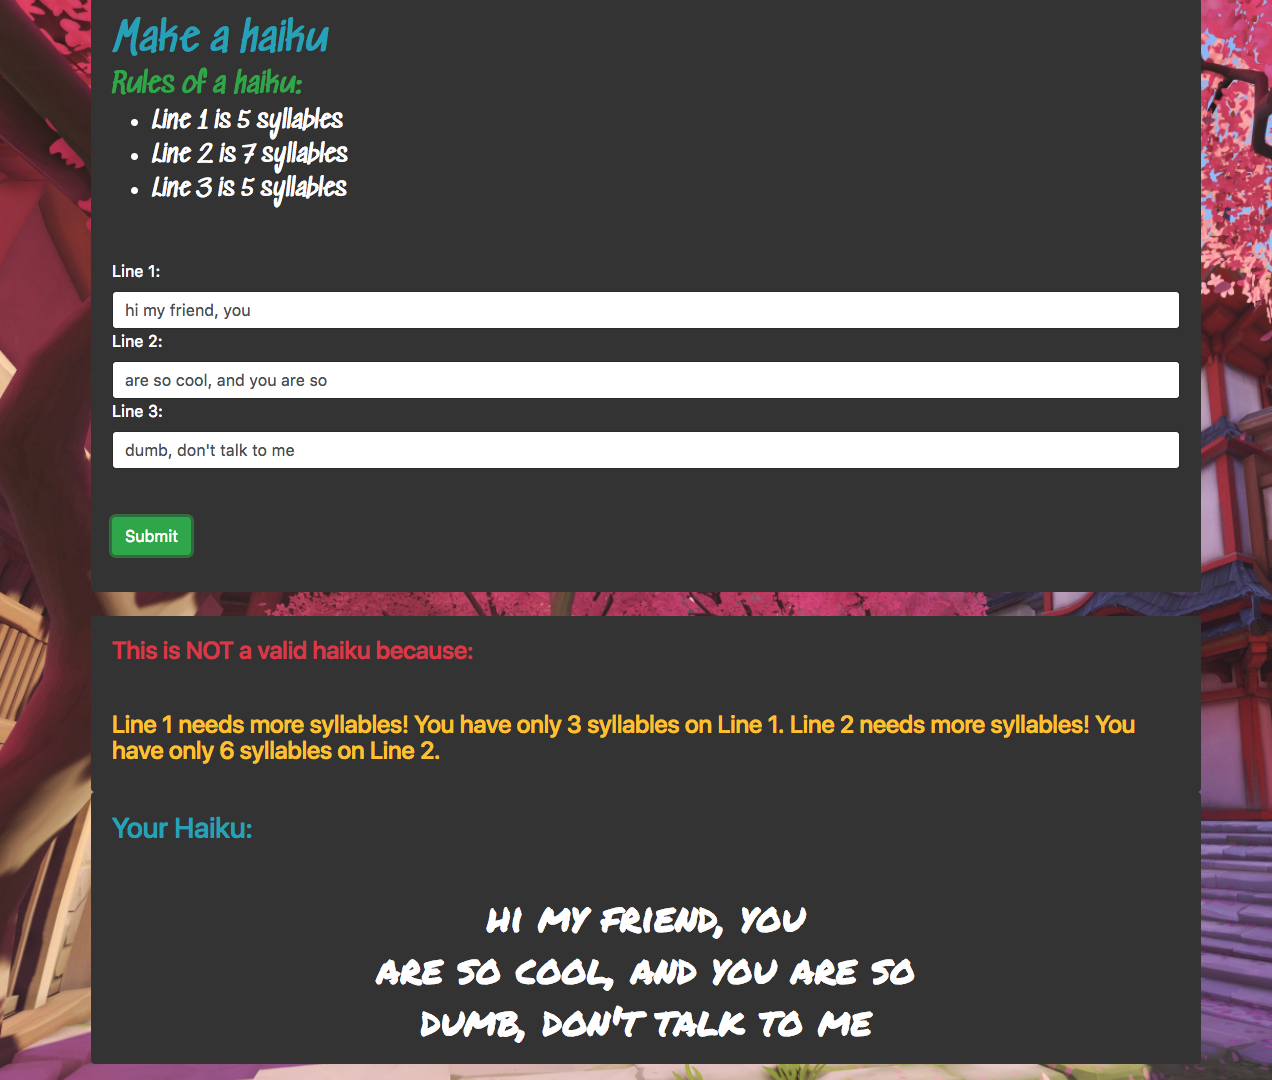 Make a haiku
Rules of a haiku:
Line 1 is 5 syllables
Line 2 is 7 syllables
Line 3 is 5 syllables
Line 1:
hi my friend, you
Line 2:
are so cool, and you are so
Line 3:
dumb, don't talk to me
Submit
This is NOT a valid haiku because:
Line 1 needs more syllables! You have only 3 syllables on Line 1. Line 2 needs more syllables! You
have only 6 syllables on Line 2.
Your Haiku:
HI MY FRIEND, YOU
ARE SO COOL, AND YOU ARE SO
DUMB, DON'T TALK TO ME